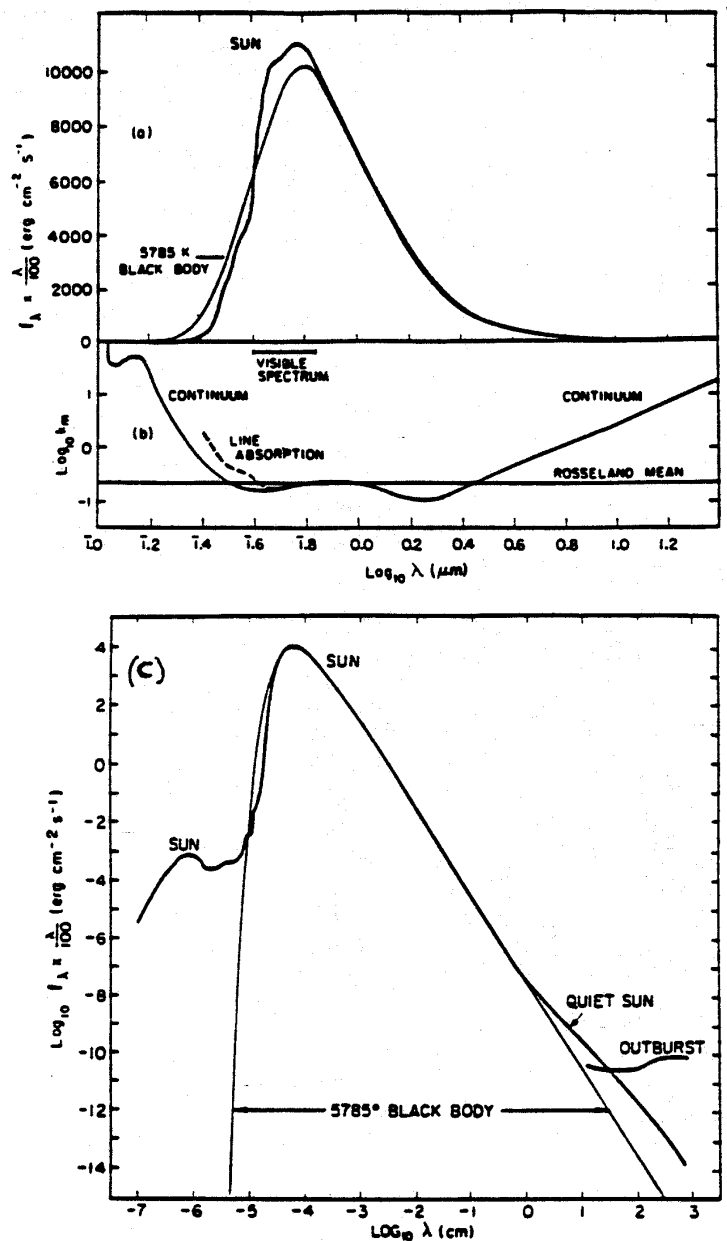 SUN
10000
8000
6000
4000
2000
0
(a)
5785 K
BLACK BODY
f_λ × λ/100 (erg cm⁻² s⁻¹)
VISIBLE
SPECTRUM
CONTINUUM
CONTINUUM
LINE
ABSORPTION
ROSSELAND MEAN
(b)
1
0
-1
Log₁₀ k_m
1̄.0 1̄.2 1̄.4 1̄.6 1̄.8 0.0 0.2 0.4 0.6 0.8 1.0 1.2
Log₁₀ λ (μm)
(C)
SUN
SUN
QUIET SUN
OUTBURST
5785° BLACK BODY
4
2
0
-2
-4
-6
-8
-10
-12
-14
Log₁₀ f_λ × λ/100 (erg cm⁻² s⁻¹)
-7 -6 -5 -4 -3 -2 -1 0 1 2 3
LOG₁₀ λ (cm)